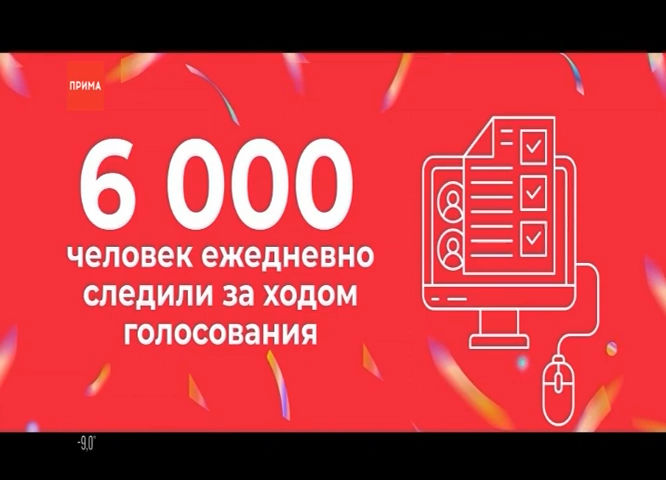 ПРИМА
6 000
человек ежедневно
следили за ходом
голосования
-9,0°